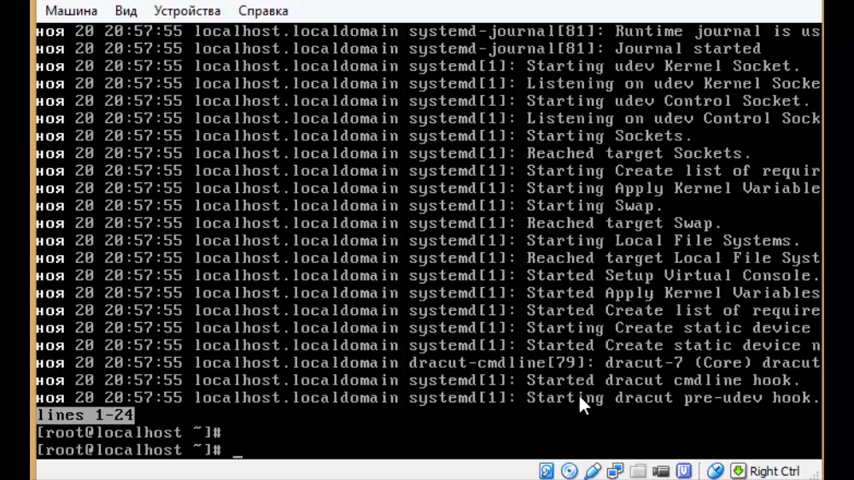 Машина Вид Устройства Справка
ноя 20 20:57:55 localhost.localdomain systemd-journal[81]: Runtime journal is us
ноя 20 20:57:55 localhost.localdomain systemd-journal[81]: Journal started
ноя 20 20:57:55 localhost.localdomain systemd[1]: Starting udev Kernel Socket.
ноя 20 20:57:55 localhost.localdomain systemd[1]: Listening on udev Kernel Socke
ноя 20 20:57:55 localhost.localdomain systemd[1]: Starting udev Control Socket.
ноя 20 20:57:55 localhost.localdomain systemd[1]: Listening on udev Control Sock
ноя 20 20:57:55 localhost.localdomain systemd[1]: Starting Sockets.
ноя 20 20:57:55 localhost.localdomain systemd[1]: Reached target Sockets.
ноя 20 20:57:55 localhost.localdomain systemd[1]: Starting Create list of requir
ноя 20 20:57:55 localhost.localdomain systemd[1]: Starting Apply Kernel Variable
ноя 20 20:57:55 localhost.localdomain systemd[1]: Starting Swap.
ноя 20 20:57:55 localhost.localdomain systemd[1]: Reached target Swap.
ноя 20 20:57:55 localhost.localdomain systemd[1]: Starting Local File Systems.
ноя 20 20:57:55 localhost.localdomain systemd[1]: Reached target Local File Syst
ноя 20 20:57:55 localhost.localdomain systemd[1]: Started Setup Virtual Console.
ноя 20 20:57:55 localhost.localdomain systemd[1]: Started Apply Kernel Variables
ноя 20 20:57:55 localhost.localdomain systemd[1]: Started Create list of require
ноя 20 20:57:55 localhost.localdomain systemd[1]: Starting Create static device
ноя 20 20:57:55 localhost.localdomain systemd[1]: Started Create static device n
ноя 20 20:57:55 localhost.localdomain dracut-cmdline[79]: dracut-7 (Core) dracut
ноя 20 20:57:55 localhost.localdomain systemd[1]: Started dracut cmdline hook.
ноя 20 20:57:55 localhost.localdomain systemd[1]: Starting dracut pre-udev hook.
lines 1-24
[root@localhost ~]#
[root@localhost ~]# _
Right Ctrl